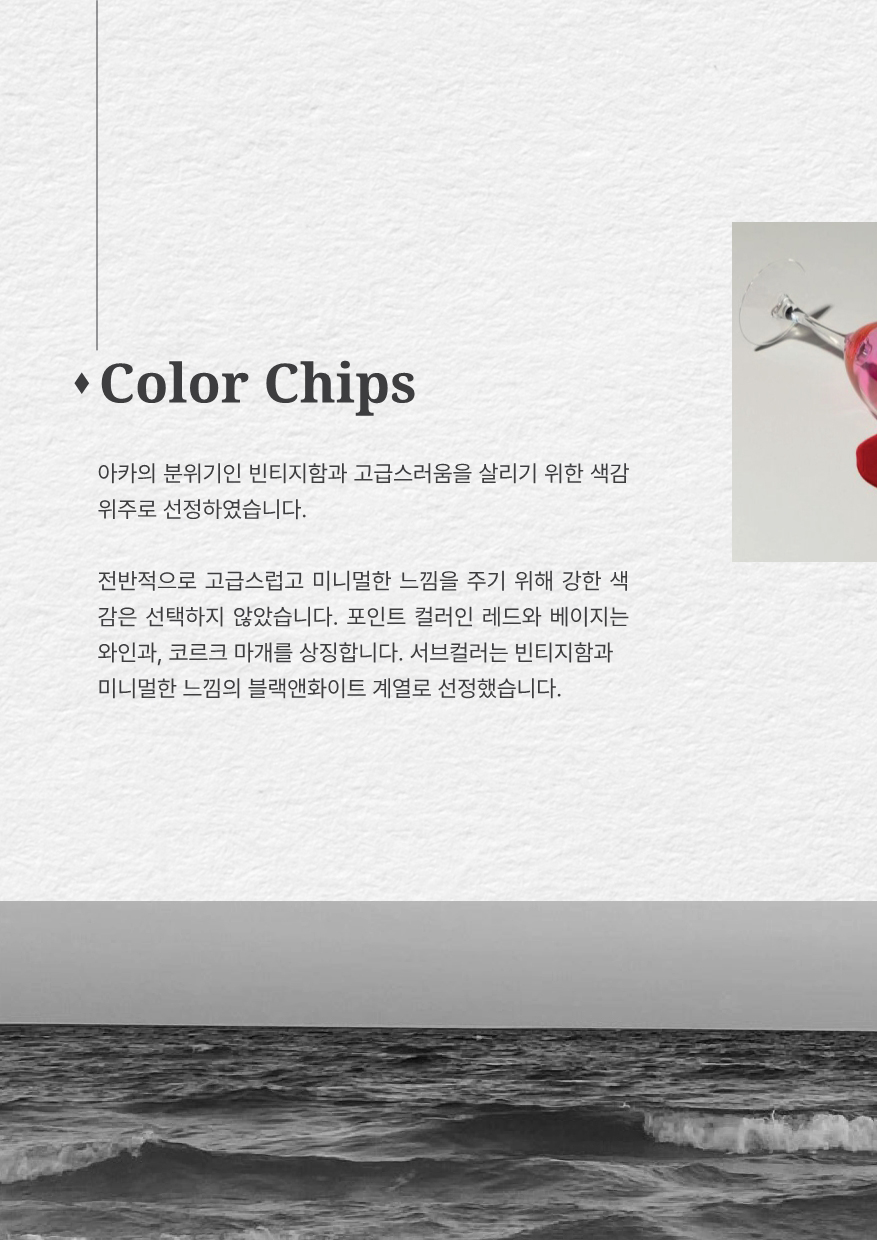 Color Chips
아카의 분위기인 빈티지함과 고급스러움을 살리기 위한 색감
위주로 선정하였습니다.
전반적으로 고급스럽고 미니멀한 느낌을 주기 위해 강한 색
감은 선택하지 않았습니다. 포인트 컬러인 레드와 베이지는
와인과, 코르크 마개를 상징합니다. 서브컬러는 빈티지함과
미니멀한 느낌의 블랙앤화이트 계열로 선정했습니다.